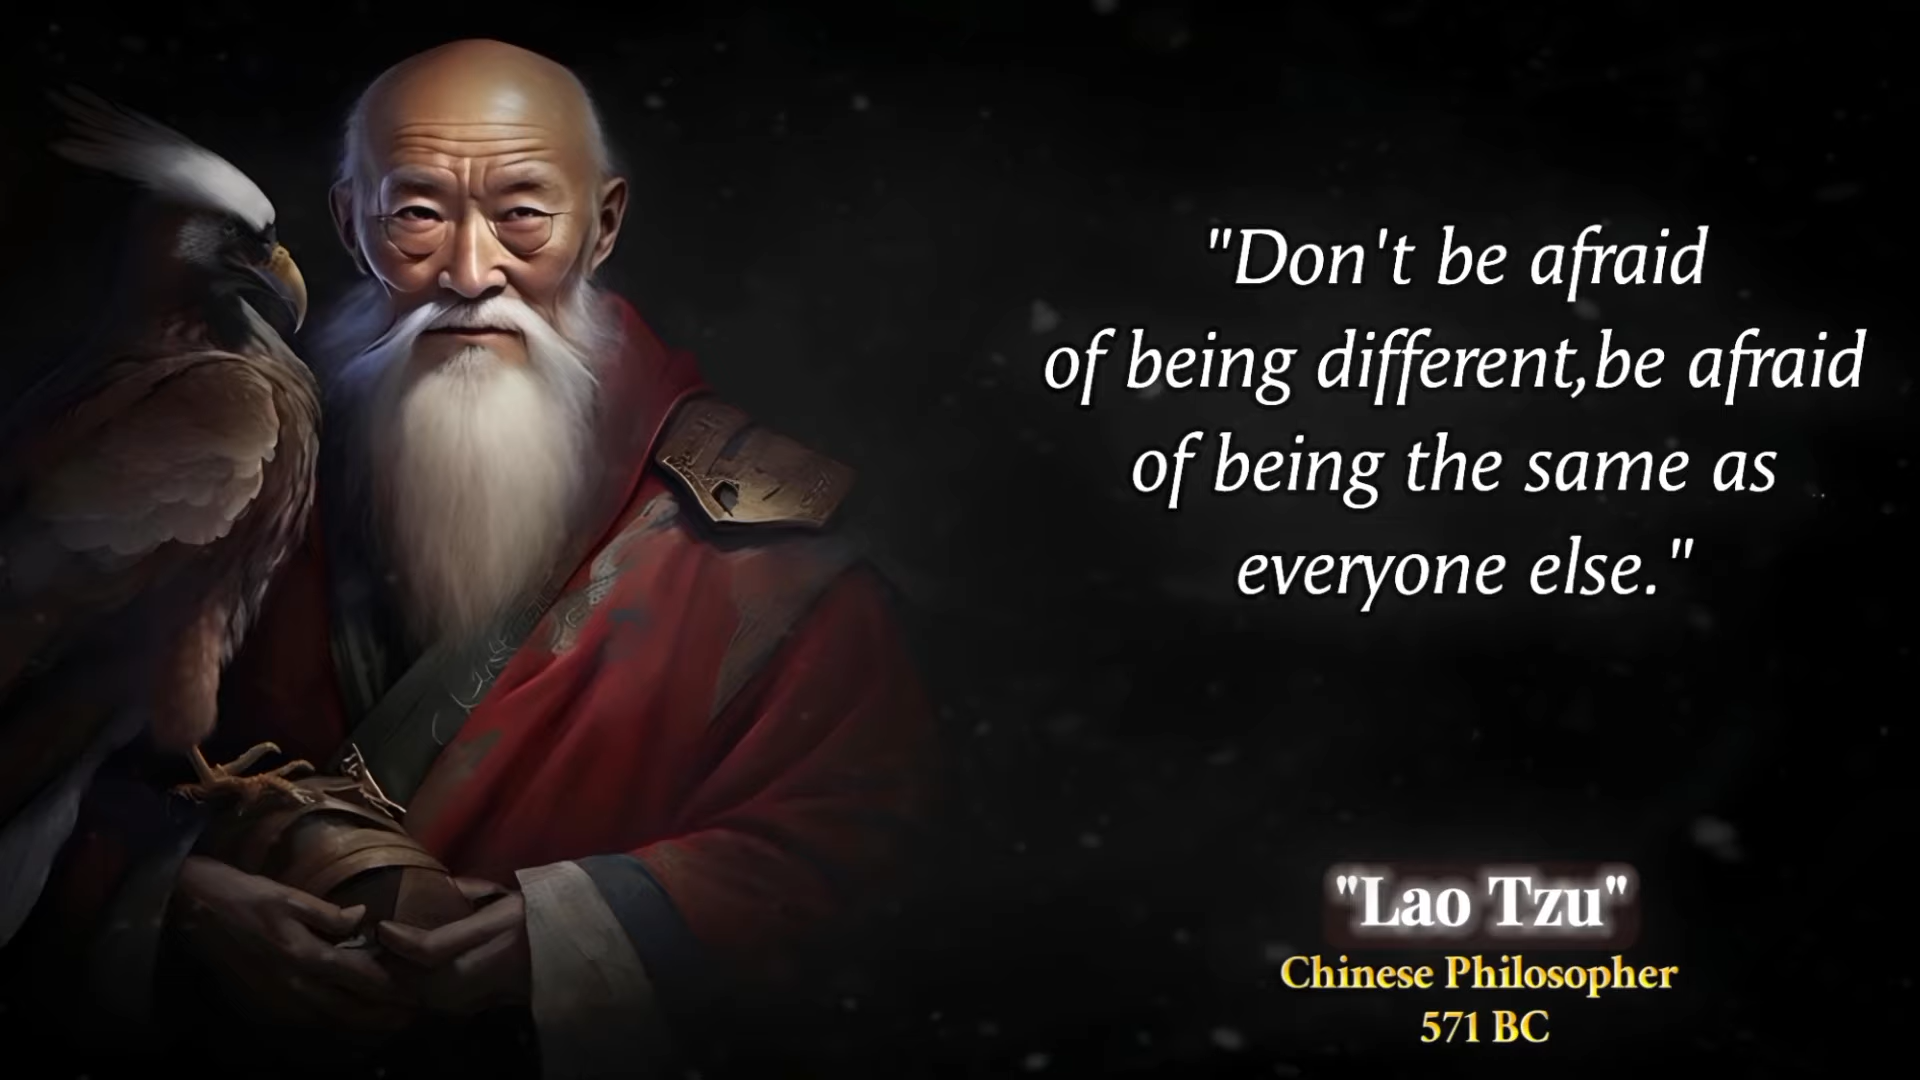 "Don't be afraid
of being different,be afraid
of being the same as
everyone else."
"Lao Tzu"
Chinese Philosopher
571 BC